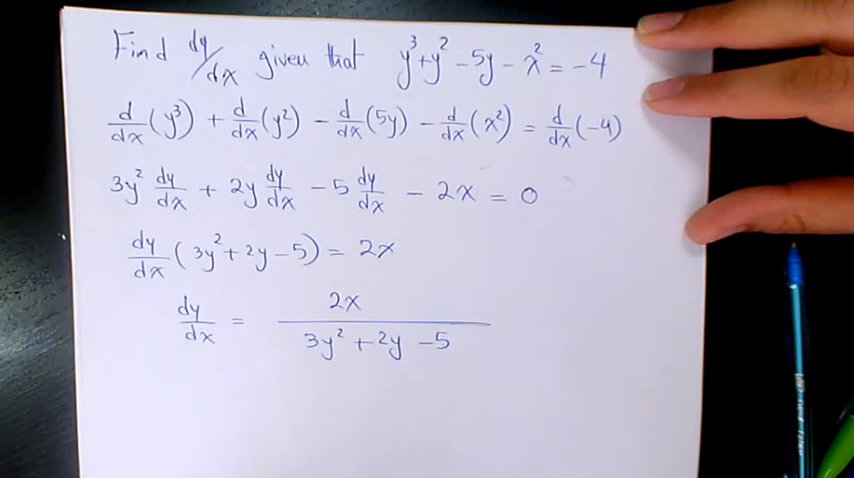 Find dy/dx given that y³+y² - 5y - x² = -4
d/dx (y³) + d/dx (y²) - d/dx (5y) - d/dx (x²) = d/dx (-4)
3y² dy/dx + 2y dy/dx - 5 dy/dx - 2x = 0
dy/dx (3y² + 2y - 5) = 2x
dy/dx = 2x / 3y² + 2y - 5